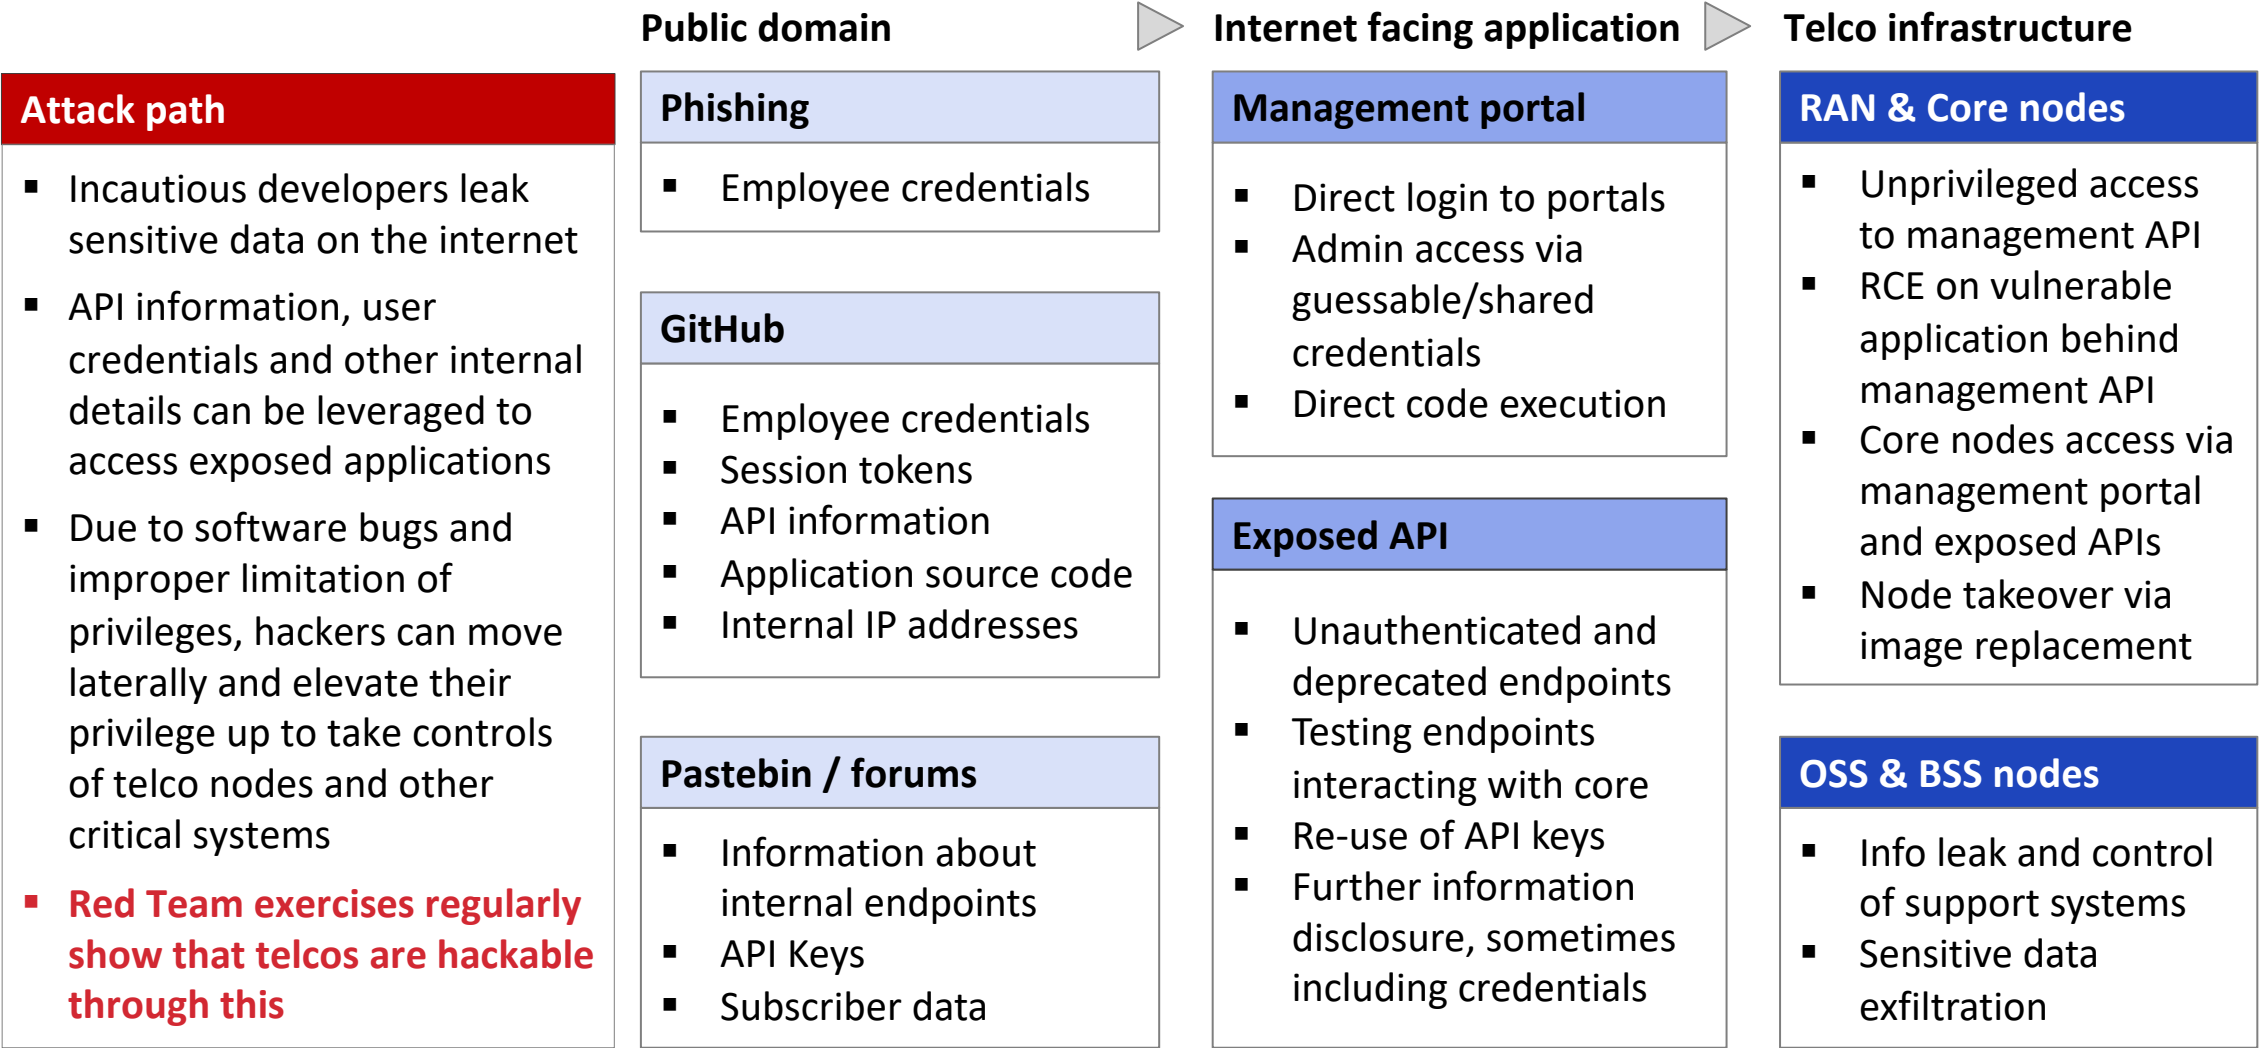 Public domain
Internet facing application
Telco infrastructure
Attack path
▪ Incautious developers leak
sensitive data on the internet
▪ API information, user
credentials and other internal
details can be leveraged to
access exposed applications
▪ Due to software bugs and
improper limitation of
privileges, hackers can move
laterally and elevate their
privilege up to take controls
of telco nodes and other
critical systems
▪ Red Team exercises regularly
show that telcos are hackable
through this
Phishing
▪ Employee credentials
GitHub
▪ Employee credentials
▪ Session tokens
▪ API information
▪ Application source code
▪ Internal IP addresses
Pastebin / forums
▪ Information about
internal endpoints
▪ API Keys
▪ Subscriber data
Management portal
▪ Direct login to portals
▪ Admin access via
guessable/shared
credentials
▪ Direct code execution
Exposed API
▪ Unauthenticated and
deprecated endpoints
▪ Testing endpoints
interacting with core
▪ Re-use of API keys
▪ Further information
disclosure, sometimes
including credentials
RAN & Core nodes
▪ Unprivileged access
to management API
▪ RCE on vulnerable
application behind
management API
▪ Core nodes access via
management portal
and exposed APIs
▪ Node takeover via
image replacement
OSS & BSS nodes
▪ Info leak and control
of support systems
▪ Sensitive data
exfiltration